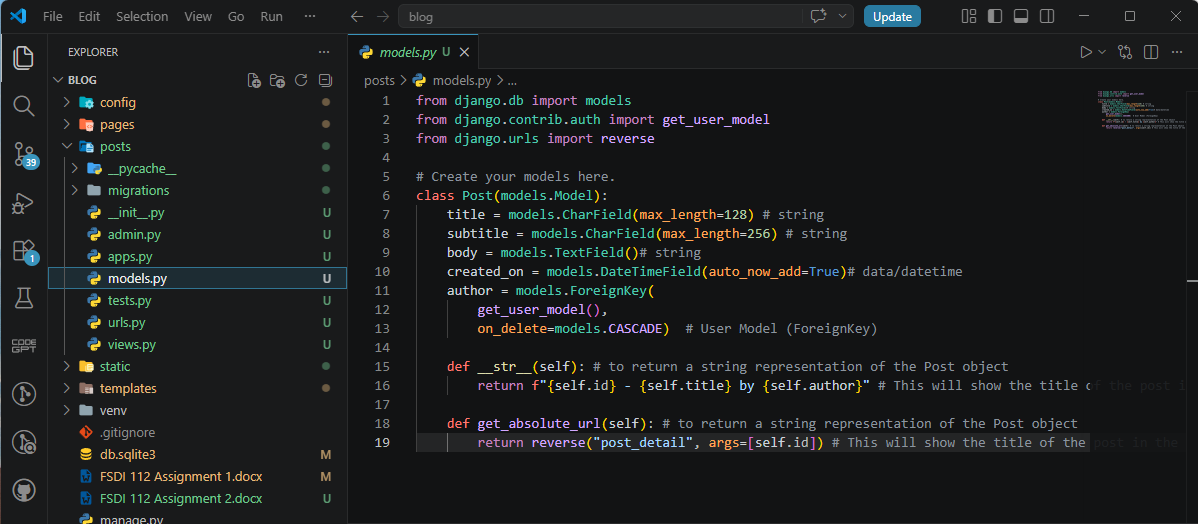 File Edit Selection View Go Run ··· blog Update
EXPLORER ···
BLOG
config
pages
posts
__pycache__
migrations
__init__.py U
admin.py U
apps.py U
models.py U
tests.py U
urls.py U
views.py U
static
templates
venv
.gitignore
db.sqlite3 M
FSDI 112 Assignment 1.docx M
FSDI 112 Assignment 2.docx U
manage.py
39
1
CODE
GPT
models.py U
posts > models.py > ...
1 from django.db import models
2 from django.contrib.auth import get_user_model
3 from django.urls import reverse
4
5 # Create your models here.
6 class Post(models.Model):
7 title = models.CharField(max_length=128) # string
8 subtitle = models.CharField(max_length=256) # string
9 body = models.TextField()# string
10 created_on = models.DateTimeField(auto_now_add=True)# data/datetime
11 author = models.ForeignKey(
12 get_user_model(),
13 on_delete=models.CASCADE)  # User Model (ForeignKey)
14
15 def __str__(self): # to return a string representation of the Post object
16 return f"{self.id} - {self.title} by {self.author}" # This will show the title of the post i
17
18 def get_absolute_url(self): # to return a string representation of the Post object
19 return reverse("post_detail", args=[self.id]) # This will show the title of the post in the